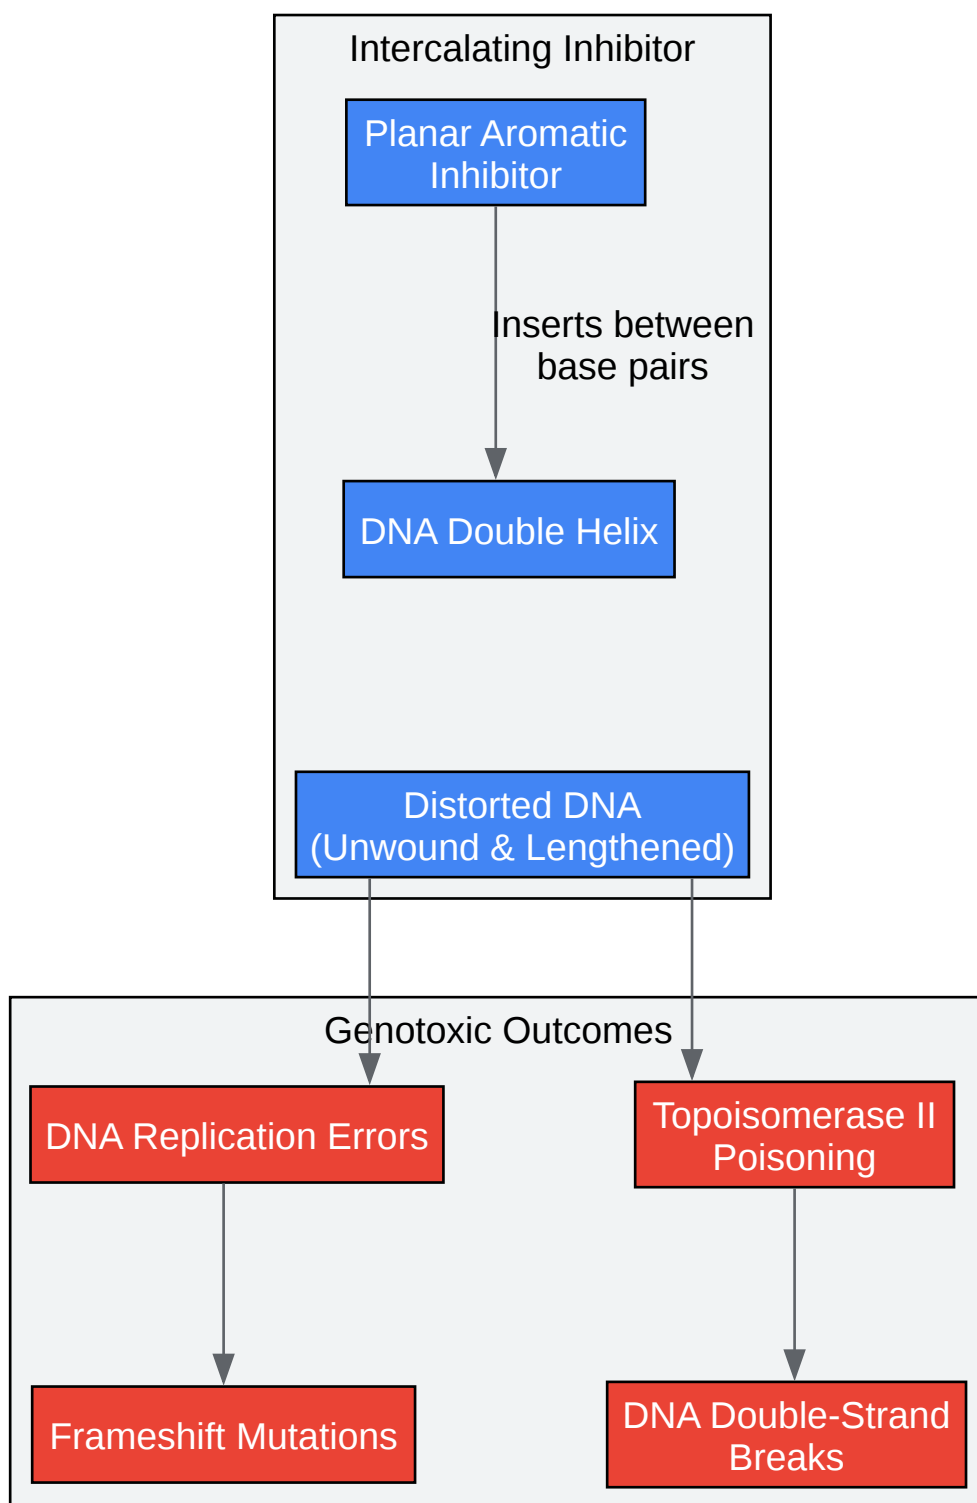 Intercalating Inhibitor
Planar Aromatic
Inhibitor
Inserts between
base pairs
DNA Double Helix
Distorted DNA
(Unwound & Lengthened)
Genotoxic Outcomes
DNA Replication Errors
Topoisomerase II
Poisoning
Frameshift Mutations
DNA Double-Strand
Breaks